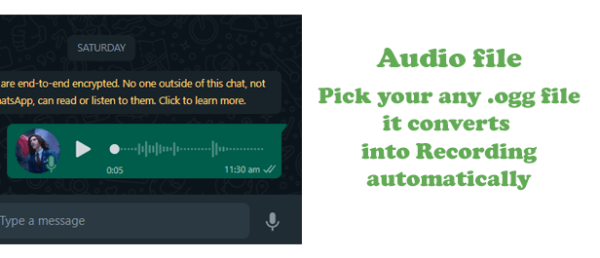 SATURDAY
are end-to-end encrypted. No one outside of this chat, not
hatsApp, can read or listen to them. Click to learn more.
0:05
11:30 am
Type a message
Audio file
Pick your any .ogg file
it converts
into Recording
automatically